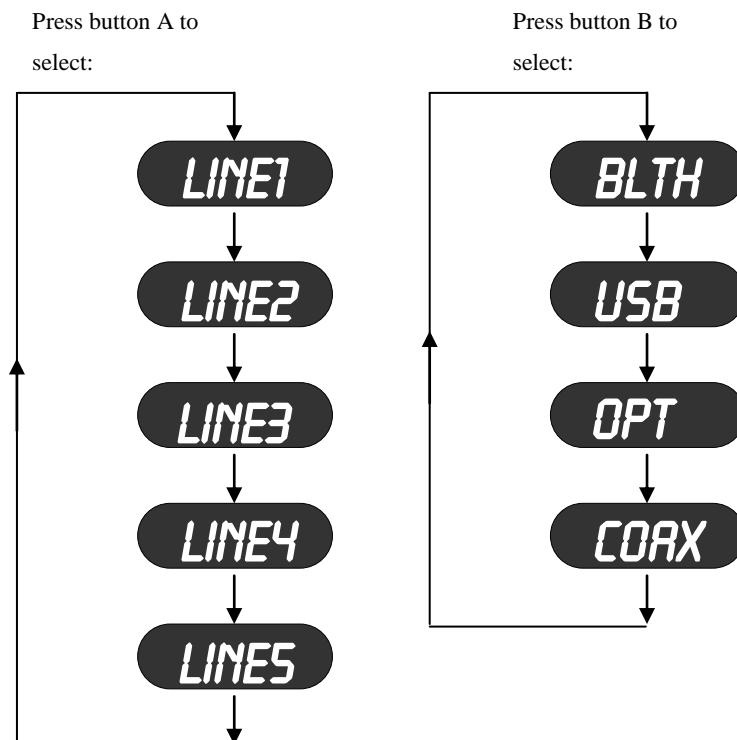 Press button A to
select:
LINE1
LINE2
LINE3
LINE4
LINE5
Press button B to
select:
BLTH
USB
OPT
COAX